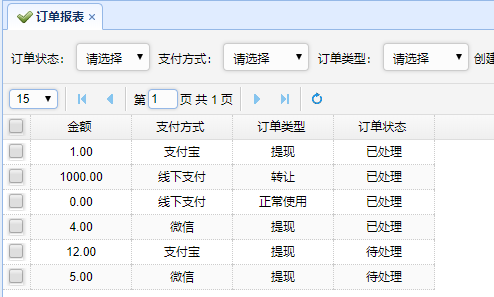 订单报表 ×
订单状态： 请选择 支付方式： 请选择 订单类型： 请选择 创建
15 第 1 页 共 1 页
金额 支付方式 订单类型 订单状态
1.00 支付宝 提现 已处理
1000.00 线下支付 转让 已处理
0.00 线下支付 正常使用 已处理
4.00 微信 提现 已处理
12.00 支付宝 提现 待处理
5.00 微信 提现 待处理